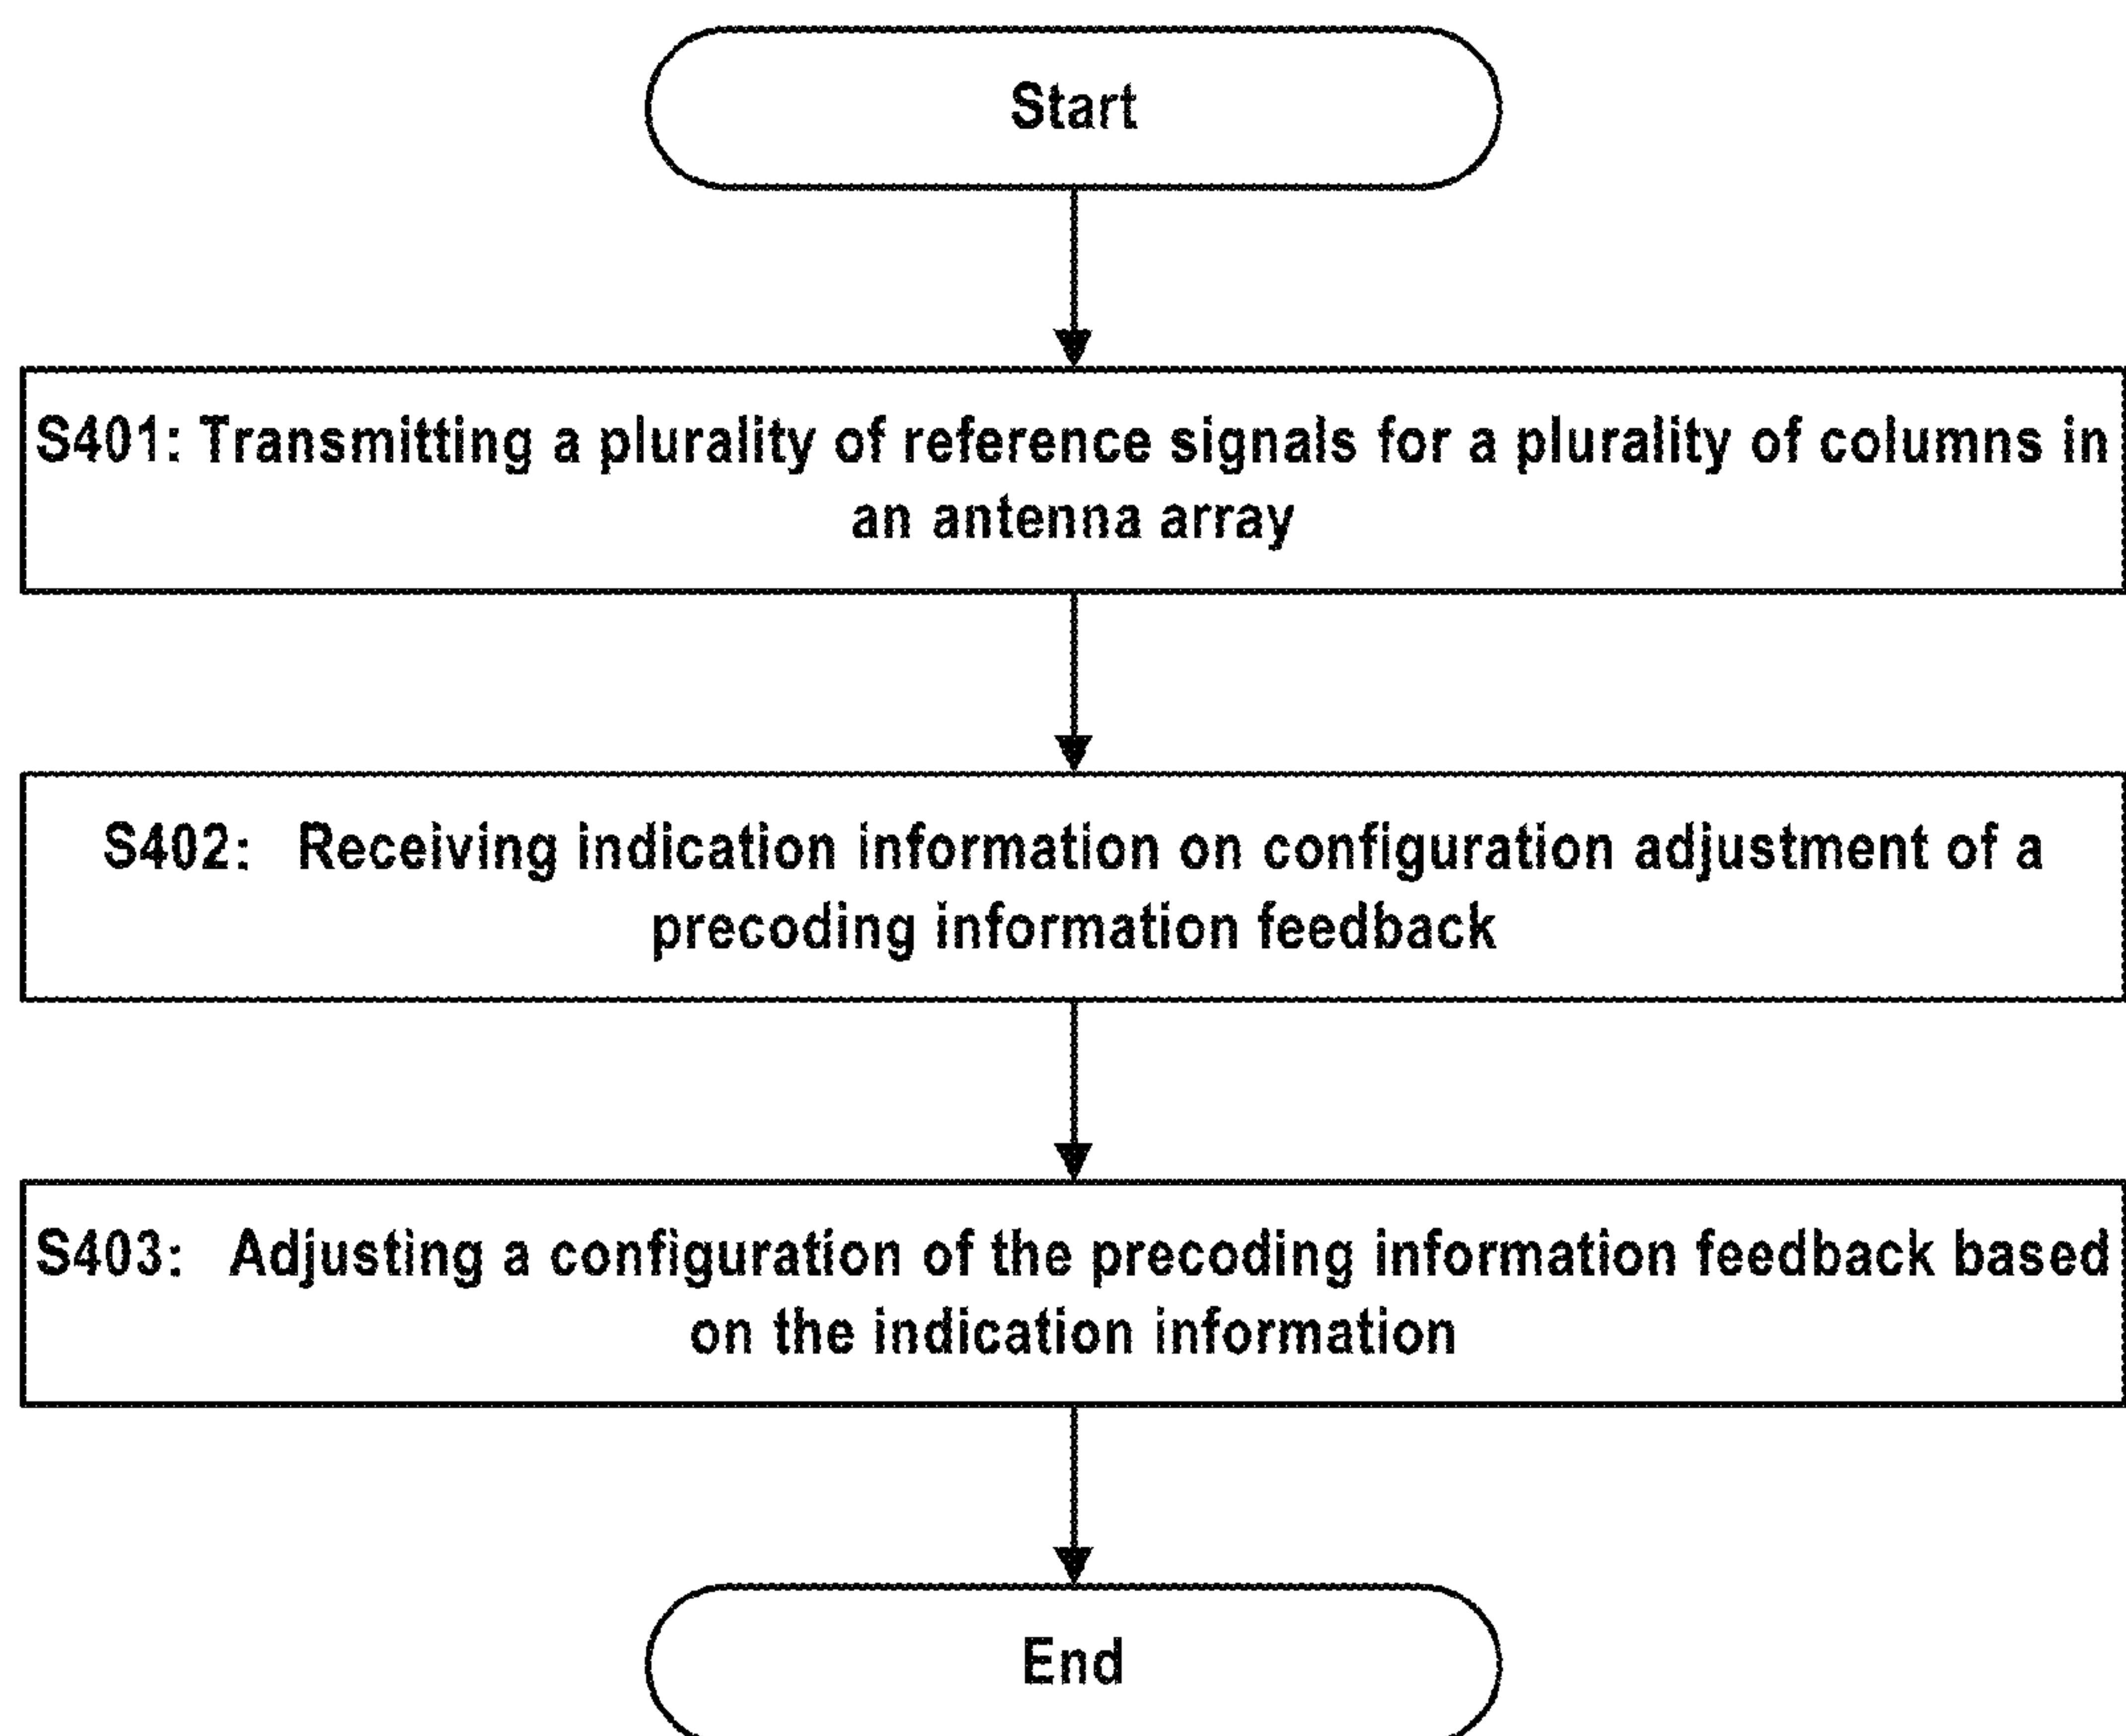 Start
S401: Transmitting a plurality of reference signals for a plurality of columns in
an antenna array
S402: Receiving indication information on configuration adjustment of a
precoding information feedback
S403: Adjusting a configuration of the precoding information feedback based
on the indication information
End